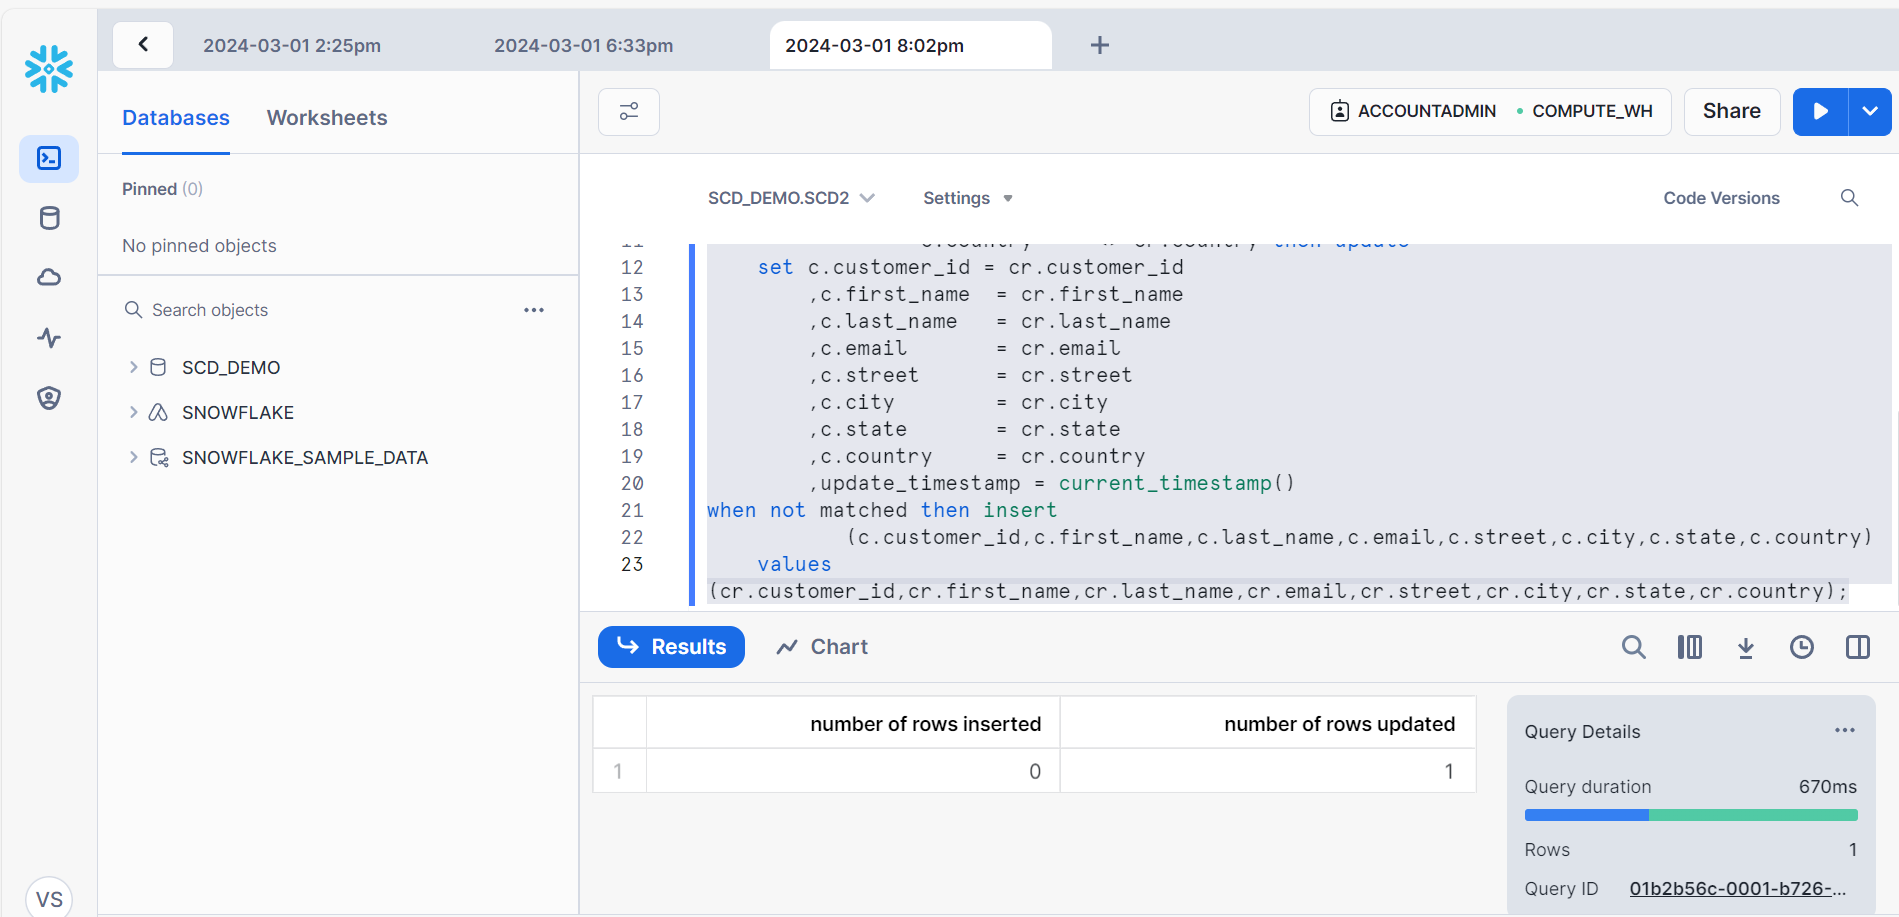 2024-03-01 2:25pm 2024-03-01 6:33pm 2024-03-01 8:02pm +
Databases Worksheets
ACCOUNTADMIN COMPUTE_WH Share
Pinned (0)
No pinned objects
Search objects
SCD_DEMO
SNOWFLAKE
SNOWFLAKE_SAMPLE_DATA
VS
SCD_DEMO.SCD2 Settings Code Versions
11 c.country <> cr.country then update
12 set c.customer_id = cr.customer_id
13 ,c.first_name = cr.first_name
14 ,c.last_name = cr.last_name
15 ,c.email = cr.email
16 ,c.street = cr.street
17 ,c.city = cr.city
18 ,c.state = cr.state
19 ,c.country = cr.country
20 ,update_timestamp = current_timestamp()
21 when not matched then insert
22 (c.customer_id,c.first_name,c.last_name,c.email,c.street,c.city,c.state,c.country)
23 values
(cr.customer_id,cr.first_name,cr.last_name,cr.email,cr.street,cr.city,cr.state,cr.country);
Results Chart
number of rows inserted number of rows updated
1 0 1
Query Details
Query duration 670ms
Rows 1
Query ID 01b2b56c-0001-b726-...